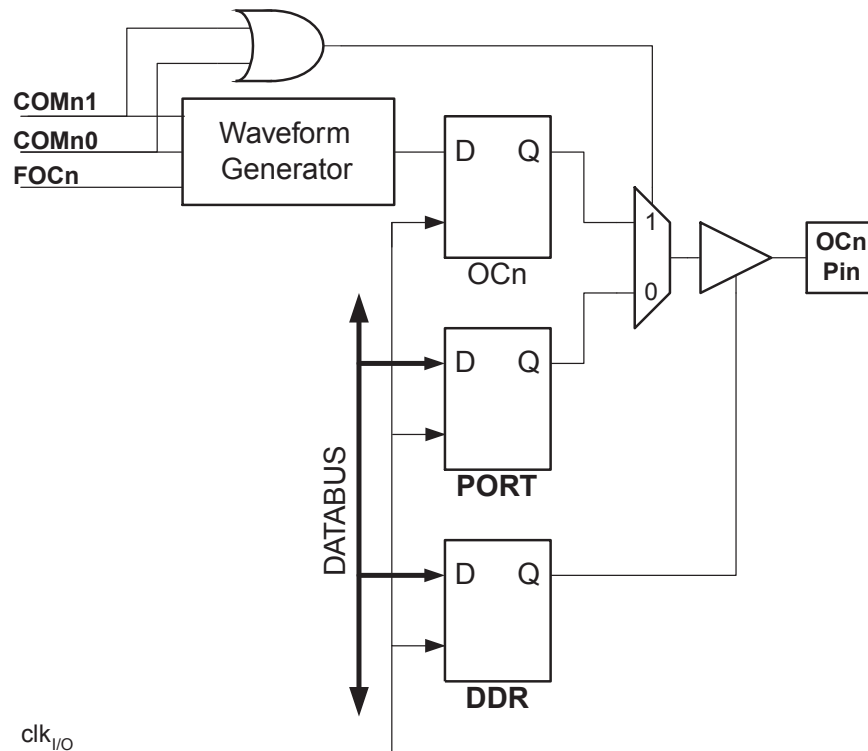 COMn1
COMn0
FOCn
Waveform
Generator
D Q
OCn
1
0
OCn
Pin
D Q
PORT
DATABUS
D Q
DDR
clkI/O